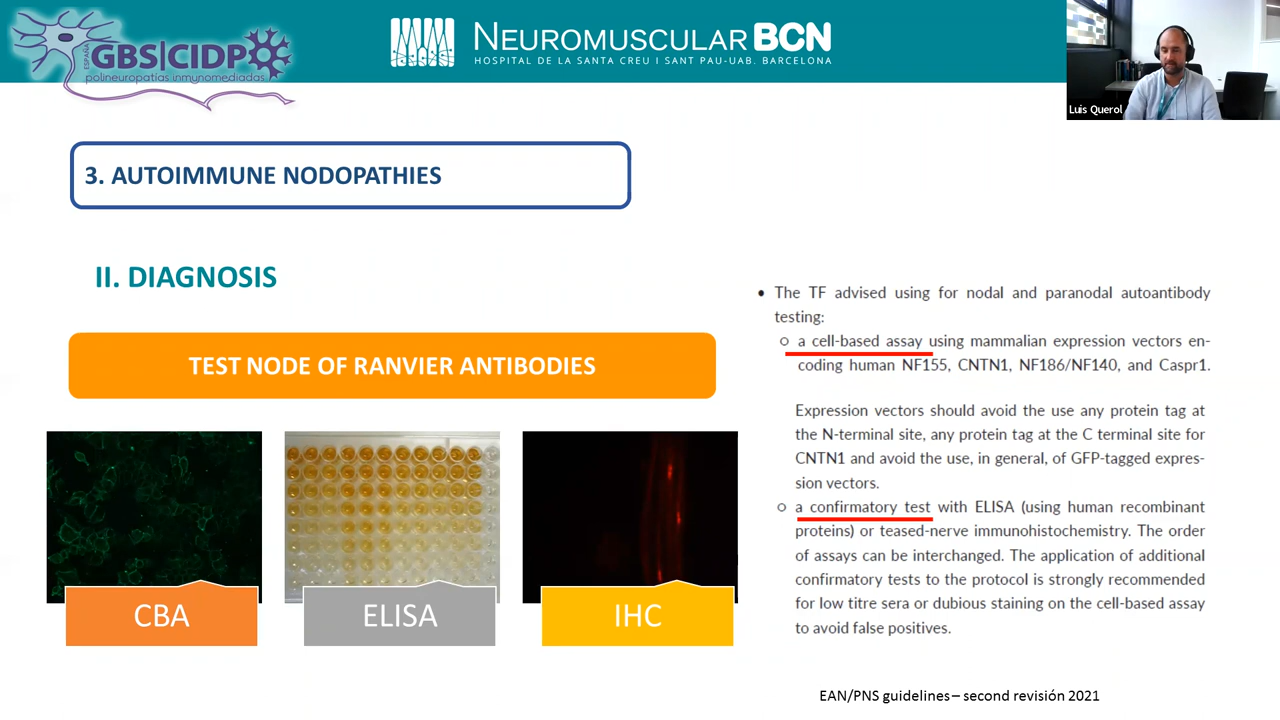 ESPAÑA
GBS|CIDP
polineuropatías inmunomediadas
NEUROMUSCULAR BCN
HOSPITAL DE LA SANTA CREU I SANT PAU-UAB. BARCELONA
Luis Querol
3. AUTOIMMUNE NODOPATHIES
II. DIAGNOSIS
TEST NODE OF RANVIER ANTIBODIES
CBA
ELISA
IHC
• The TF advised using for nodal and paranodal autoantibody
testing:
○ a cell-based assay using mammalian expression vectors en-
coding human NF155, CNTN1, NF186/NF140, and Caspr1.
Expression vectors should avoid the use any protein tag at
the N-terminal site, any protein tag at the C terminal site for
CNTN1 and avoid the use, in general, of GFP-tagged expres-
sion vectors.
○ a confirmatory test with ELISA (using human recombinant
proteins) or teased-nerve immunohistochemistry. The order
of assays can be interchanged. The application of additional
confirmatory tests to the protocol is strongly recommended
for low titre sera or dubious staining on the cell-based assay
to avoid false positives.
EAN/PNS guidelines – second revisión 2021